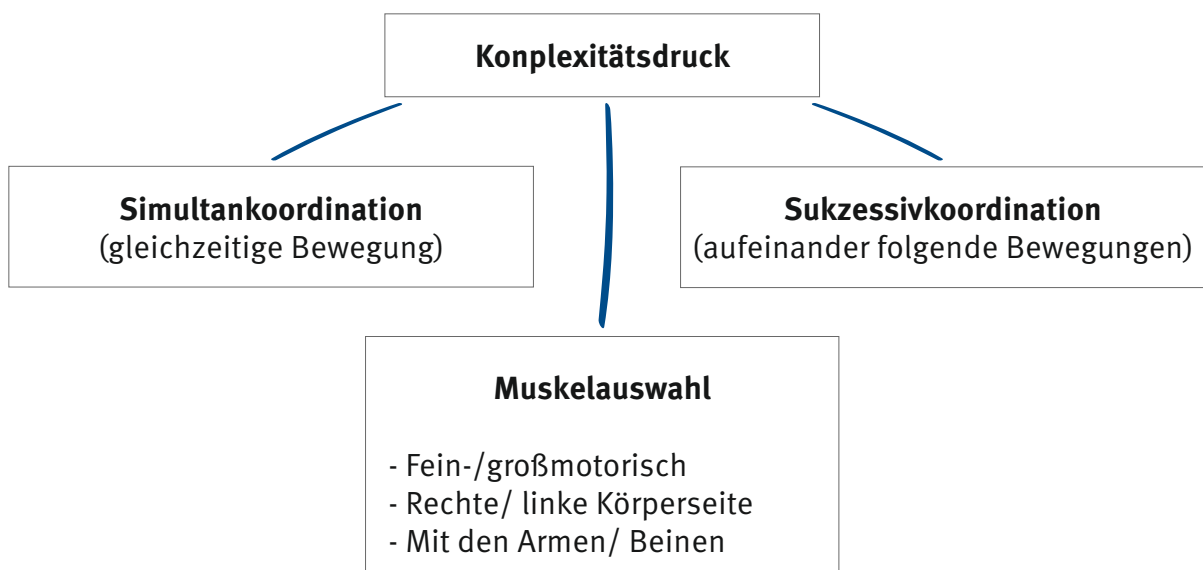 Konplexitätsdruck
Simultankoordination
(gleichzeitige Bewegung)
Sukzessivkoordination
(aufeinander folgende Bewegungen)
Muskelauswahl
- Fein-/großmotorisch
- Rechte/ linke Körperseite
- Mit den Armen/ Beinen